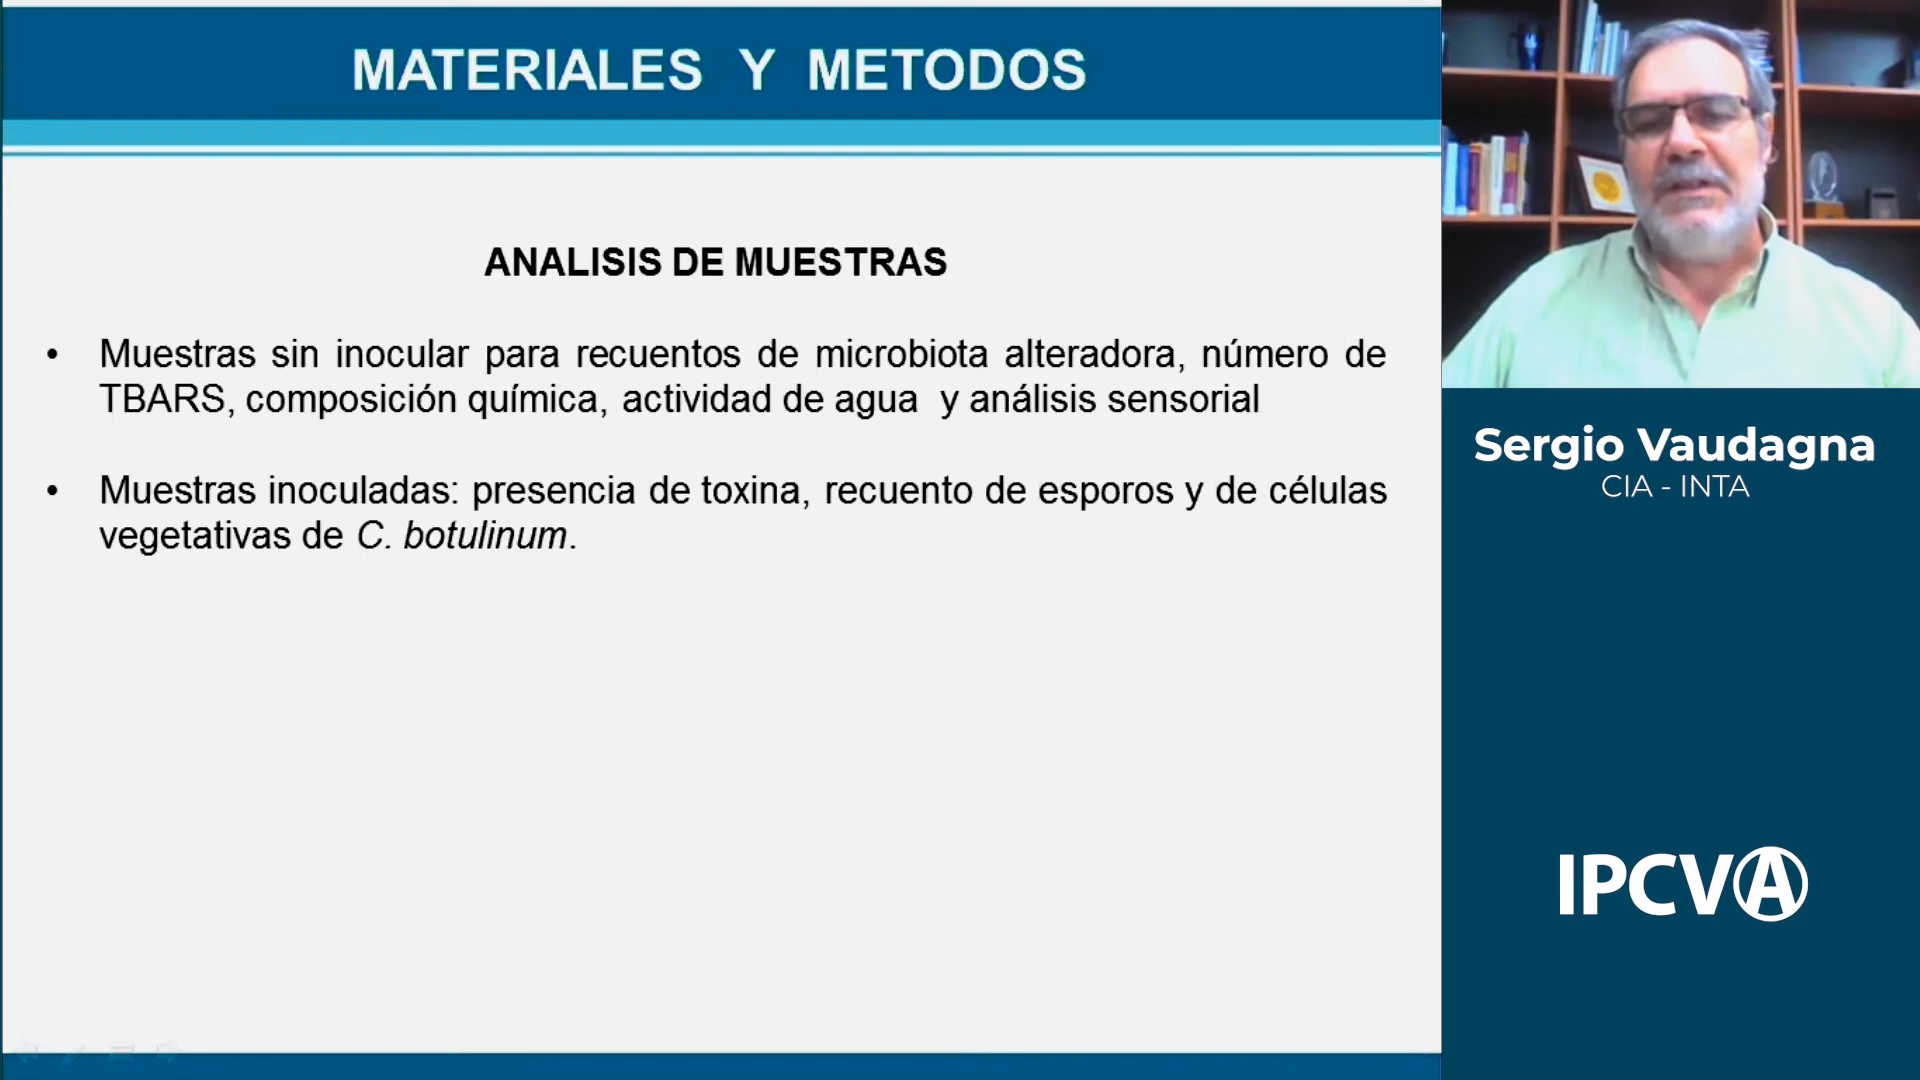 MATERIALES Y METODOS
ANALISIS DE MUESTRAS
• Muestras sin inocular para recuentos de microbiota alteradora, número de
TBARS, composición química, actividad de agua y análisis sensorial
• Muestras inoculadas: presencia de toxina, recuento de esporos y de células
vegetativas de C. botulinum.
Sergio Vaudagna
CIA - INTA
IPCVA